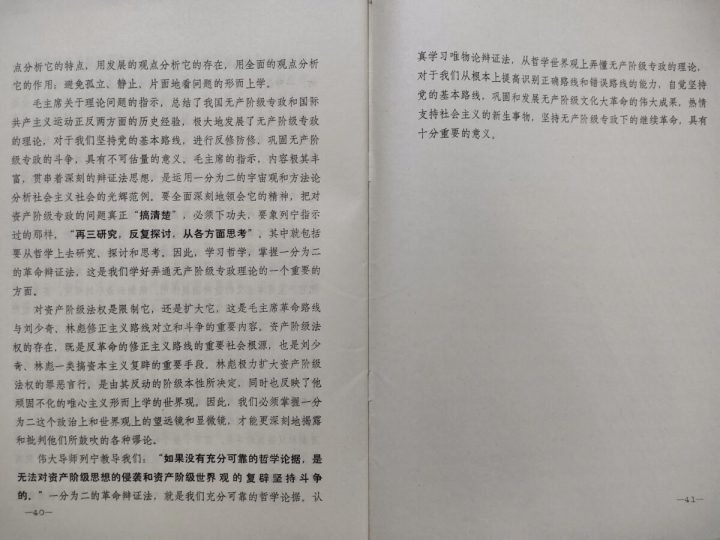 点分析它的特点，用发展的观点分析它的存在，用全面的观点分析
它的作用；避免孤立、静止、片面地看问题的形而上学。
毛主席关于理论问题的指示，总结了我国无产阶级专政和国际
共产主义运动正反两方面的历史经验，极大地发展了无产阶级专政
的理论，对于我们坚持党的基本路线，进行反修防修、巩固无产阶
级专政的斗争，具有不可估量的意义。毛主席的指示，内容极其丰
富，贯串着深刻的辩证法思想，是运用一分为二的宇宙观和方法论
分析社会主义社会的光辉范例。要全面深刻地领会它的精神，把对
资产阶级专政的问题真正“搞清楚”，必须下功夫，要象列宁指示
过的那样，“再三研究，反复探讨，从各方面思考”。其中就包括
要从哲学上去研究、探讨和思考。因此，学习哲学，掌握一分为二
的革命辩证法，这是我们学好弄通无产阶级专政理论的一个重要的
方面。
对资产阶级法权是限制它，还是扩大它，这是毛主席革命路线
与刘少奇、林彪修正主义路线对立和斗争的重要内容。资产阶级法
权的存在，既是反革命的修正主义路线的重要社会根源，也是刘少
奇、林彪一类搞资本主义复辟的重要手段。林彪极力扩大资产阶级
法权的罪恶言行，是由其反动的阶级本性所决定，同时也反映了他
顽固不化的唯心主义形而上学的世界观。因此，我们必须掌握一分
为二这个政治上和世界观上的望远镜和显微镜，才能更深刻地揭露
和批判他们所鼓吹的各种谬论。
伟大导师列宁教导我们：“如果没有充分可靠的哲学论据，是
无法对资产阶级思想的侵袭和资产阶级世界观的复辟坚持斗争
的。”一分为二的革命辩证法，就是我们充分可靠的哲学论据。认
—40—
真学习唯物论辩证法，从哲学世界观上弄懂无产阶级专政的理论，
对于我们从根本上提高识别正确路线和错误路线的能力，自觉坚持
党的基本路线，巩固和发展无产阶级文化大革命的伟大成果，热情
支持社会主义的新生事物，坚持无产阶级专政下的继续革命，具有
十分重要的意义。
—41—